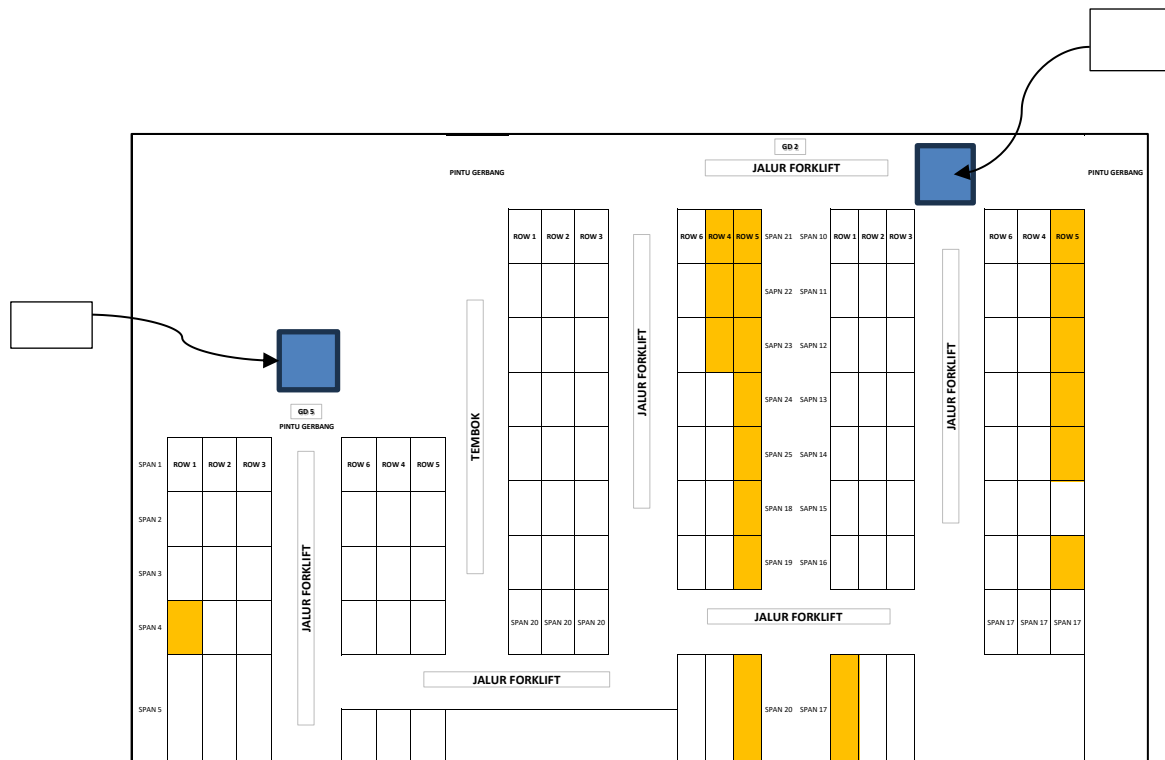 GD 2
JALUR FORKLIFT
PINTU GERBANG
PINTU GERBANG
ROW 1 ROW 2 ROW 3
ROW 6 ROW 4 ROW 5
SPAN 21 SPAN 10
ROW 1 ROW 2 ROW 3
ROW 6 ROW 4 ROW 5
SAPN 22 SPAN 11
SAPN 23 SPAN 12
SPAN 24 SAPN 13
SPAN 25 SAPN 14
SPAN 18 SAPN 15
SPAN 19 SPAN 16
JALUR FORKLIFT
JALUR FORKLIFT
TEMBOK
GD 5
PINTU GERBANG
SPAN 1 ROW 1 ROW 2 ROW 3
ROW 6 ROW 4 ROW 5
SPAN 2
SPAN 3
SPAN 4
SPAN 5
JALUR FORKLIFT
SPAN 20 SPAN 20 SPAN 20
JALUR FORKLIFT
SPAN 17 SPAN 17 SPAN 17
JALUR FORKLIFT
SPAN 20 SPAN 17